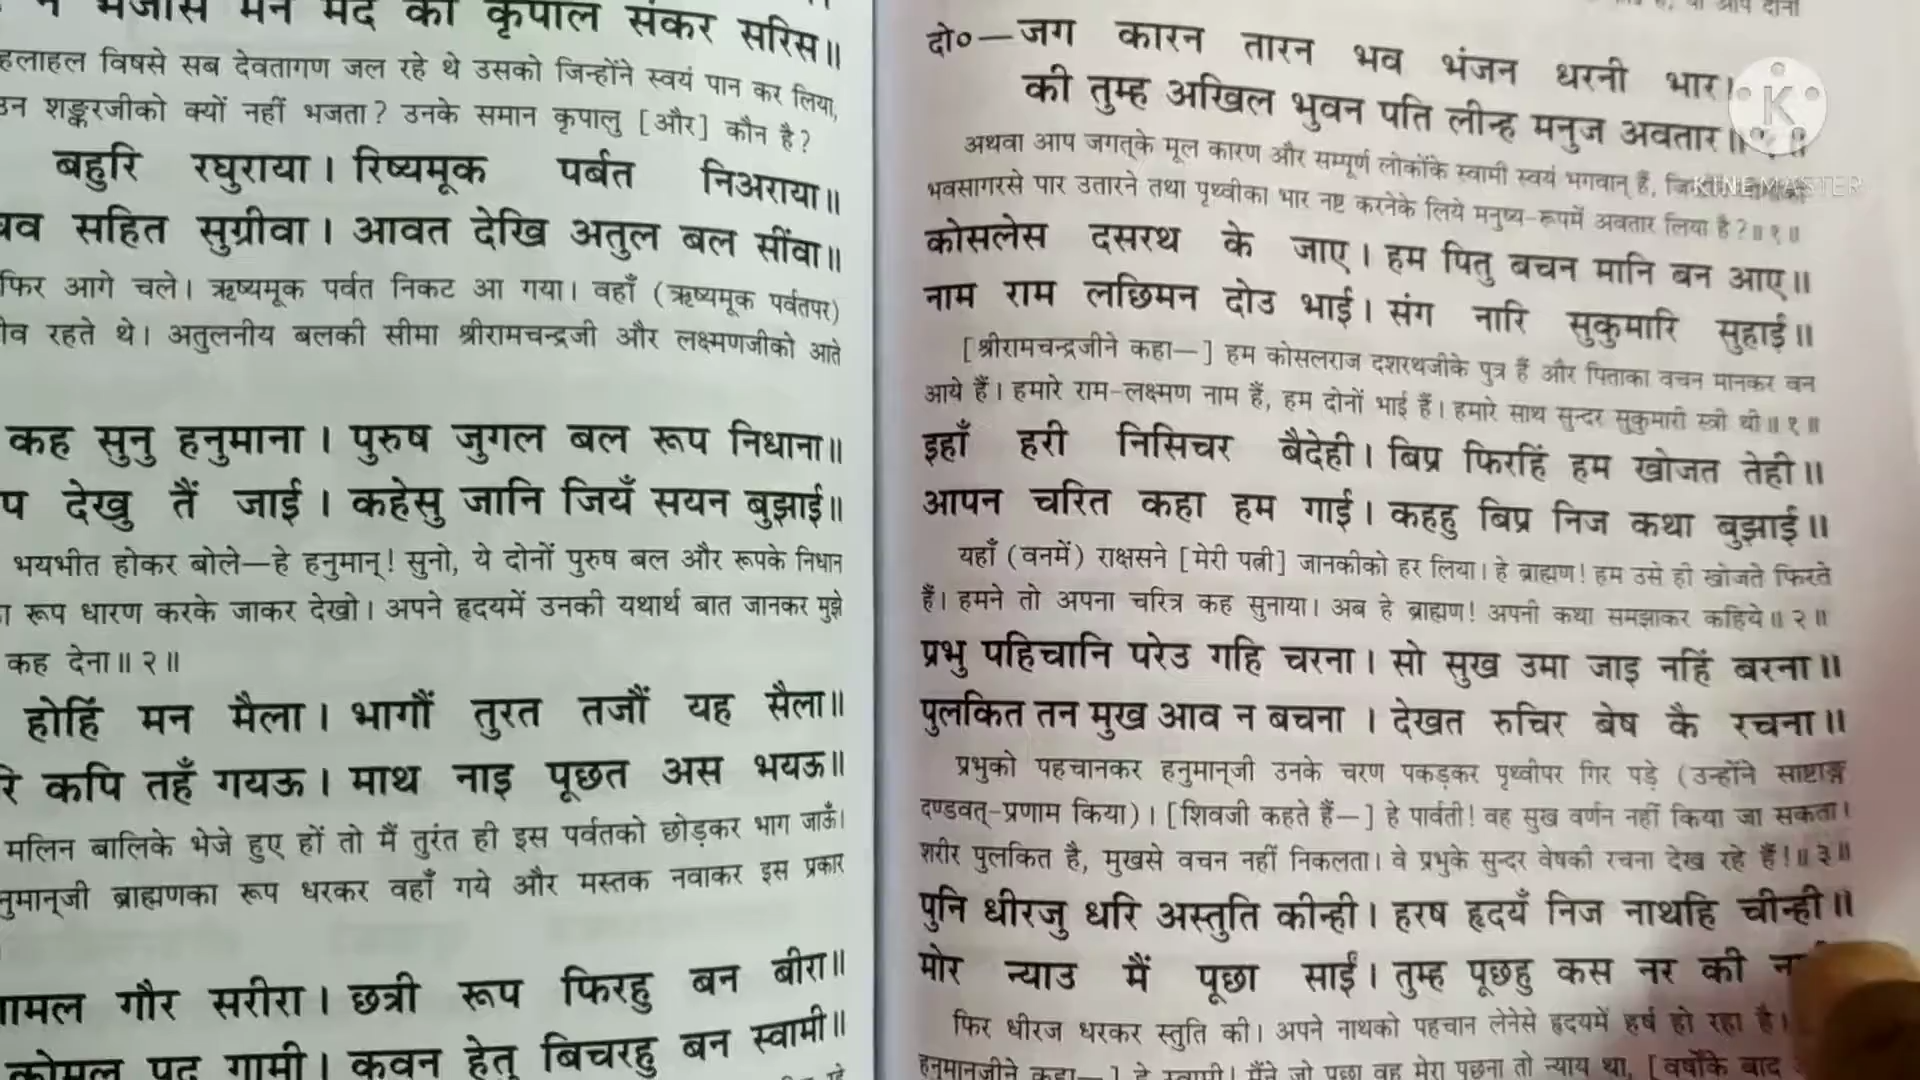 न भजसि मन मंद को कृपाल संकर सरिस॥
हलाहल विषसे सब देवतागण जल रहे थे उसको जिन्होंने स्वयं पान कर लिया,
उन शङ्करजीको क्यों नहीं भजता? उनके समान कृपालु [और] कौन है?
बहुरि रघुराया। रिष्यमूक पर्बत निअराया॥
सहित सुग्रीवा। आवत देखि अतुल बल सींवा॥
फिर आगे चले। ऋष्यमूक पर्वत निकट आ गया। वहाँ (ऋष्यमूक पर्वतपर)
रहते थे। अतुलनीय बलकी सीमा श्रीरामचन्द्रजी और लक्ष्मणजीको आते
कह सुनु हनुमाना। पुरुष जुगल बल रूप निधाना॥
देखु तैं जाई। कहेसु जानि जियँ सयन बुझाई॥
भयभीत होकर बोले—हे हनुमान्! सुनो, ये दोनों पुरुष बल और रूपके निधान
रूप धारण करके जाकर देखो। अपने हृदयमें उनकी यथार्थ बात जानकर मुझे
कह देना॥ २॥
होहिं मन मैला। भागौं तुरत तजौं यह सैला॥
कपि तहँ गयऊ। माथ नाइ पूछत अस भयऊ॥
मलिन बालिके भेजे हुए हों तो मैं तुरंत ही इस पर्वतको छोड़कर भाग जाऊँ।
नुमान्‌जी ब्राह्मणका रूप धरकर वहाँ गये और मस्तक नवाकर इस प्रकार
गौर सरीरा। छत्री रूप फिरहु बन बीरा॥
कोमल पद गामी। कवन हेतु बिचरहु बन स्वामी॥
दो०—जग कारन तारन भव भंजन धरनी भार।
की तुम्ह अखिल भुवन पति लीन्ह मनुज अवतार॥
अथवा आप जगत्‌के मूल कारण और सम्पूर्ण लोकोंके स्वामी स्वयं भगवान् हैं,
KINEMASTER
भवसागरसे पार उतारने तथा पृथ्वीका भार नष्ट करनेके लिये मनुष्य-रूपमें अवतार लिया है?॥ १॥
कोसलेस दसरथ के जाए। हम पितु बचन मानि बन आए॥
नाम राम लछिमन दोउ भाई। संग नारि सुकुमारि सुहाई॥
[श्रीरामचन्द्रजीने कहा—] हम कोसलराज दशरथजीके पुत्र हैं और पिताका वचन मानकर वन
आये हैं। हमारे राम-लक्ष्मण नाम हैं, हम दोनों भाई हैं। हमारे साथ सुन्दर सुकुमारी स्त्री थी॥ १॥
इहाँ हरी निसिचर बैदेही। बिप्र फिरहिं हम खोजत तेही॥
आपन चरित कहा हम गाई। कहहु बिप्र निज कथा बुझाई॥
यहाँ (वनमें) राक्षसने [मेरी पत्नी] जानकीको हर लिया। हे ब्राह्मण! हम उसे ही खोजते फिरते
हैं। हमने तो अपना चरित्र कह सुनाया। अब हे ब्राह्मण! अपनी कथा समझाकर कहिये॥ २॥
प्रभु पहिचानि परेउ गहि चरना। सो सुख उमा जाइ नहिं बरना॥
पुलकित तन मुख आव न बचना। देखत रुचिर बेष कै रचना॥
प्रभुको पहचानकर हनुमान्‌जी उनके चरण पकड़कर पृथ्वीपर गिर पड़े (उन्होंने साष्टाङ्ग
दण्डवत्-प्रणाम किया)। [शिवजी कहते हैं—] हे पार्वती! वह सुख वर्णन नहीं किया जा सकता।
शरीर पुलकित है, मुखसे वचन नहीं निकलता। वे प्रभुके सुन्दर वेषकी रचना देख रहे हैं!॥ ३॥
पुनि धीरजु धरि अस्तुति कीन्ही। हरष हृदयँ निज नाथहि चीन्ही॥
मोर न्याउ मैं पूछा साईं। तुम्ह पूछहु कस नर की
फिर धीरज धरकर स्तुति की। अपने नाथको पहचान लेनेसे हृदयमें हर्ष हो रहा है।
हनुमान्‌जीने कहा—] हे स्वामी! मैंने जो पूछा वह मेरा पूछना तो न्याय था, [वर्षोंके बाद